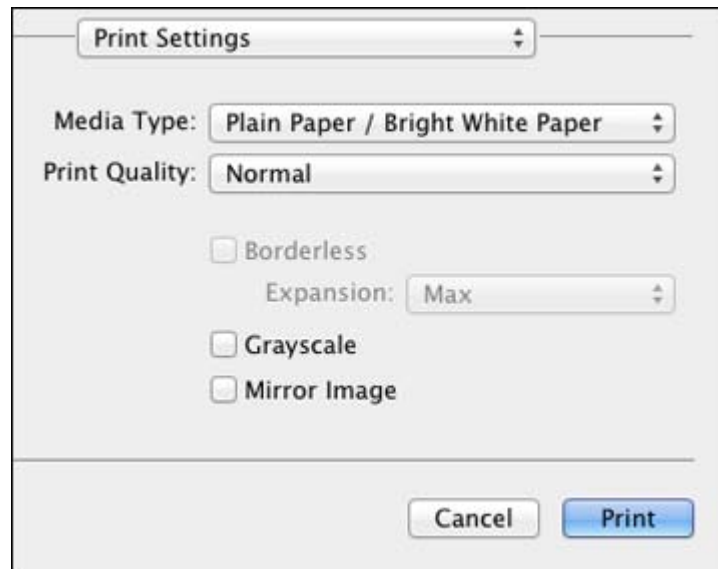 Print Settings
Media Type: Plain Paper / Bright White Paper
Print Quality: Normal
Borderless
Expansion: Max
Grayscale
Mirror Image
Cancel Print